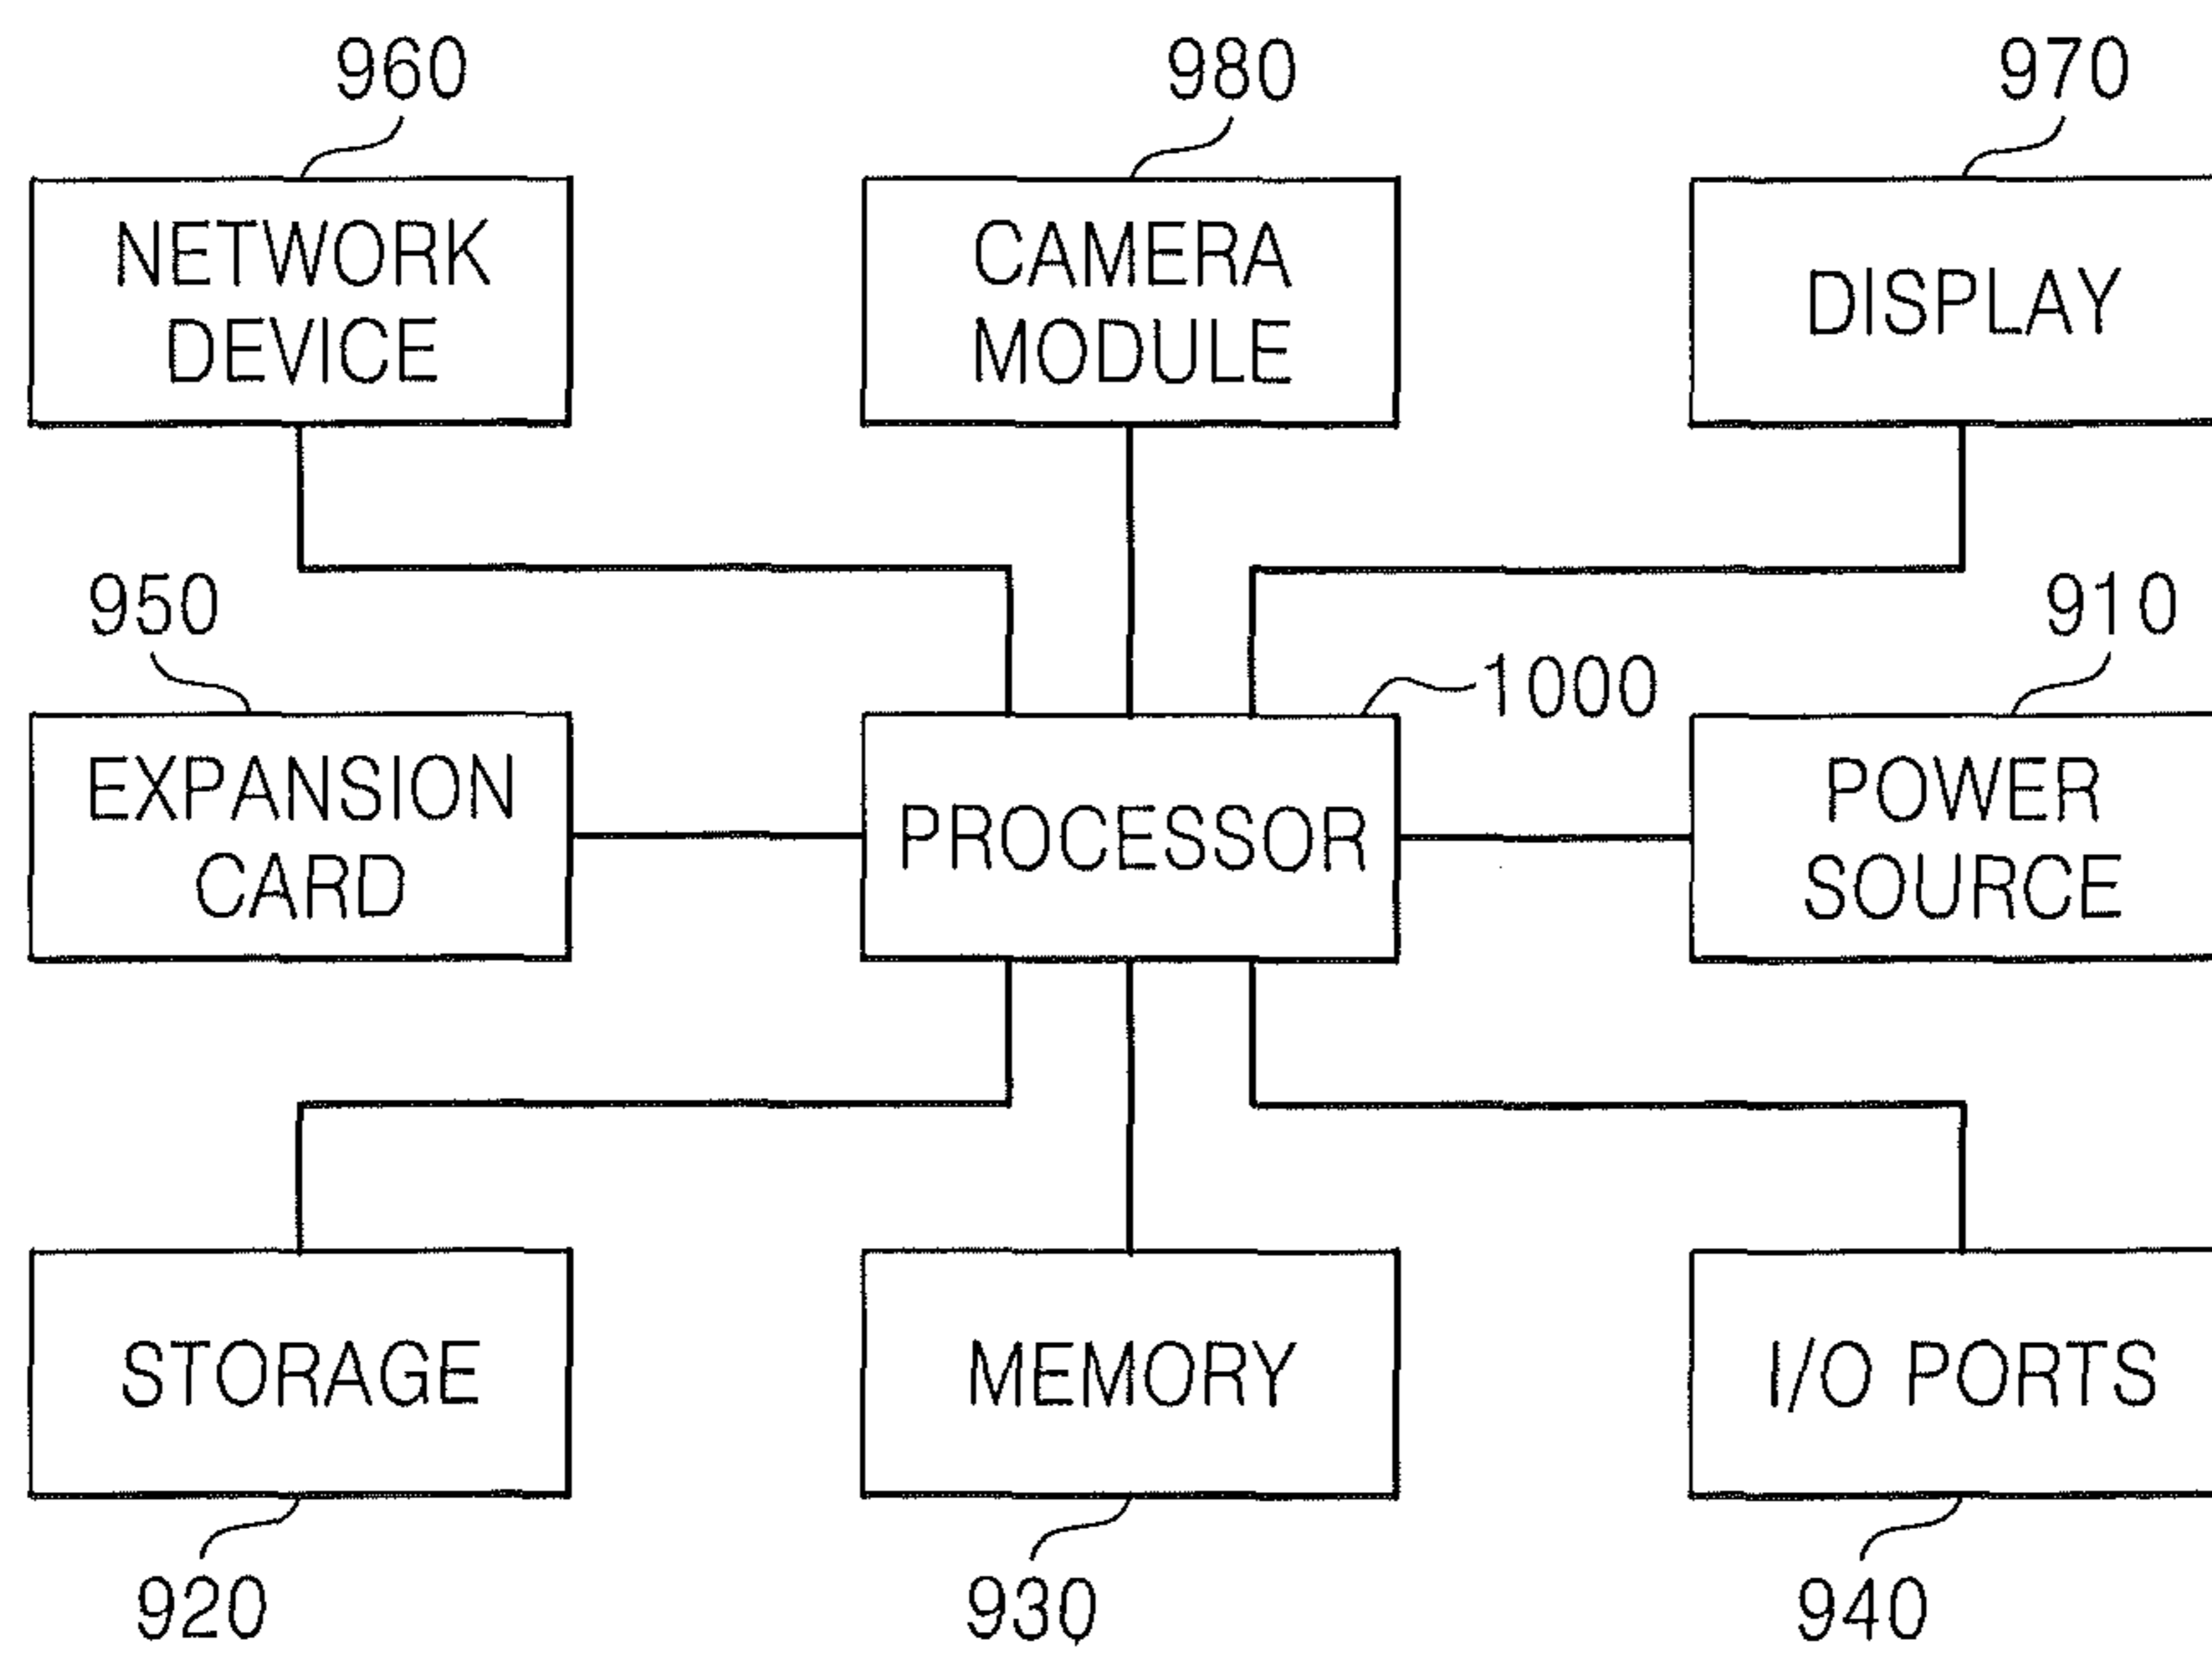 960
980
970
NETWORK
DEVICE
CAMERA
MODULE
DISPLAY
950
1000
910
EXPANSION
CARD
PROCESSOR
POWER
SOURCE
STORAGE
MEMORY
I/O PORTS
920
930
940